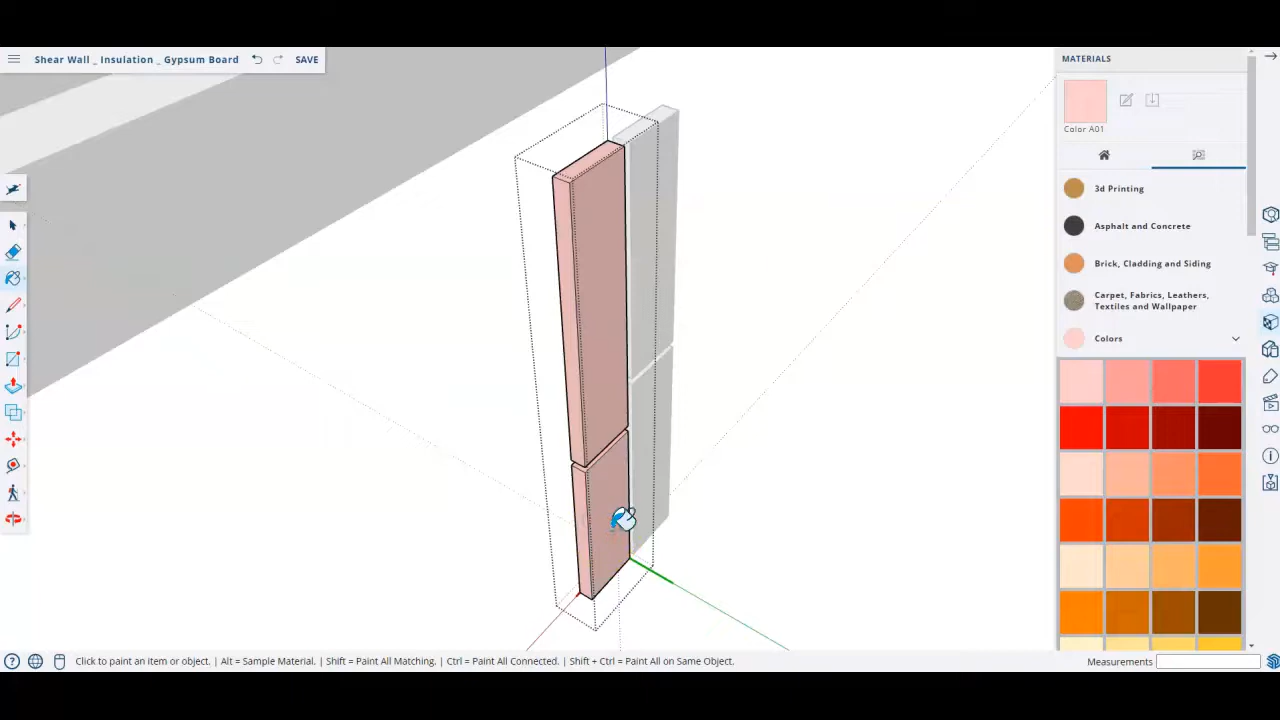 Shear Wall _ Insulation _ Gypsum Board
SAVE
MATERIALS
Color A01
3d Printing
Asphalt and Concrete
Brick, Cladding and Siding
Carpet, Fabrics, Leathers,
Textiles and Wallpaper
Colors
Click to paint an item or object. | Alt = Sample Material. | Shift = Paint All Matching. | Ctrl = Paint All Connected. | Shift + Ctrl = Paint All on Same Object.
Measurements